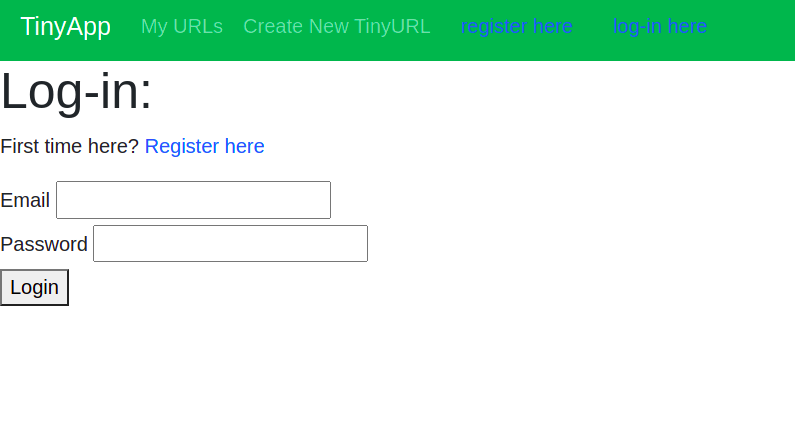 TinyApp My URLs Create New TinyURL register here log-in here
Log-in:
First time here? Register here
Email
Password
Login